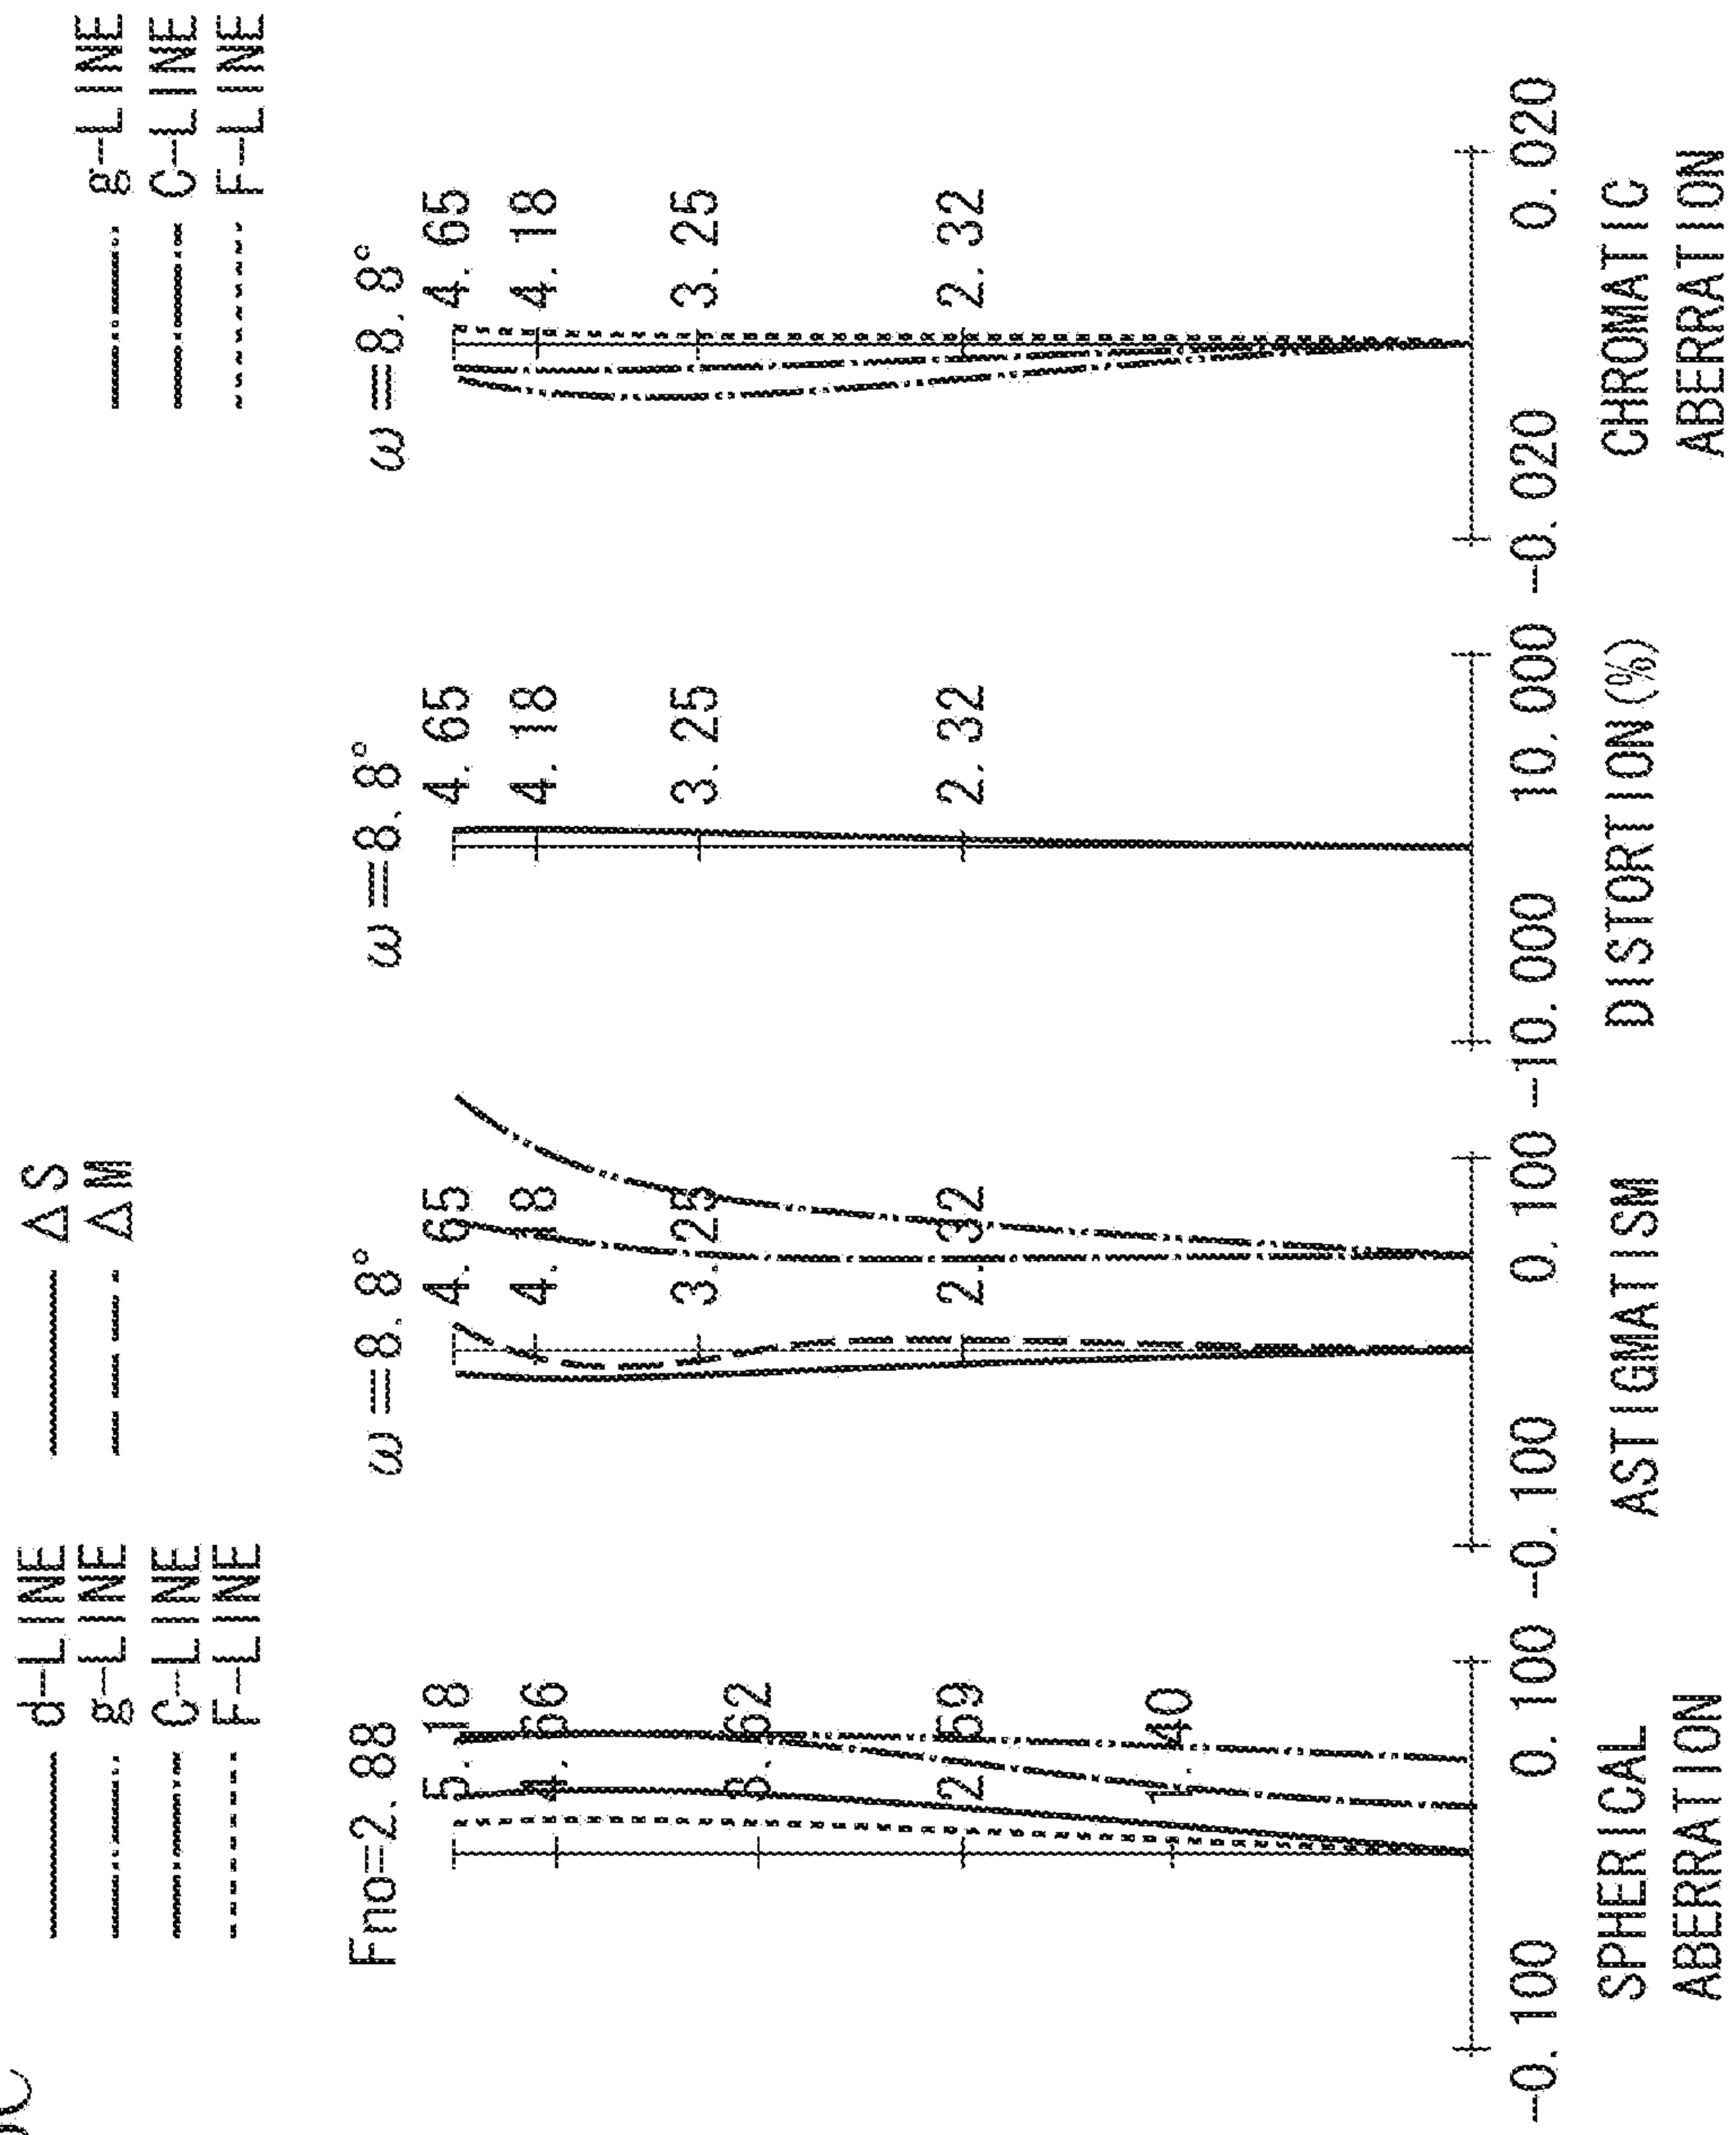 d-LINE
g-LINE
C-LINE
F-LINE
ΔS
ΔM
g-LINE
C-LINE
F-LINE
Fno=2. 88
5. 18
4. 66
3. 62
2. 59
1. 40
-0. 100 0. 100
SPHERICAL
ABERRATION
ω=8. 8°
4. 65
4. 18
3. 25
2. 32
-0. 100 0. 100
ASTIGMATISM
ω=8. 8°
4. 65
4. 18
3. 25
2. 32
-10. 000 10. 000
DISTORTION(%)
ω=8. 8°
4. 65
4. 18
3. 25
2. 32
-0. 020 0. 020
CHROMATIC
ABERRATION